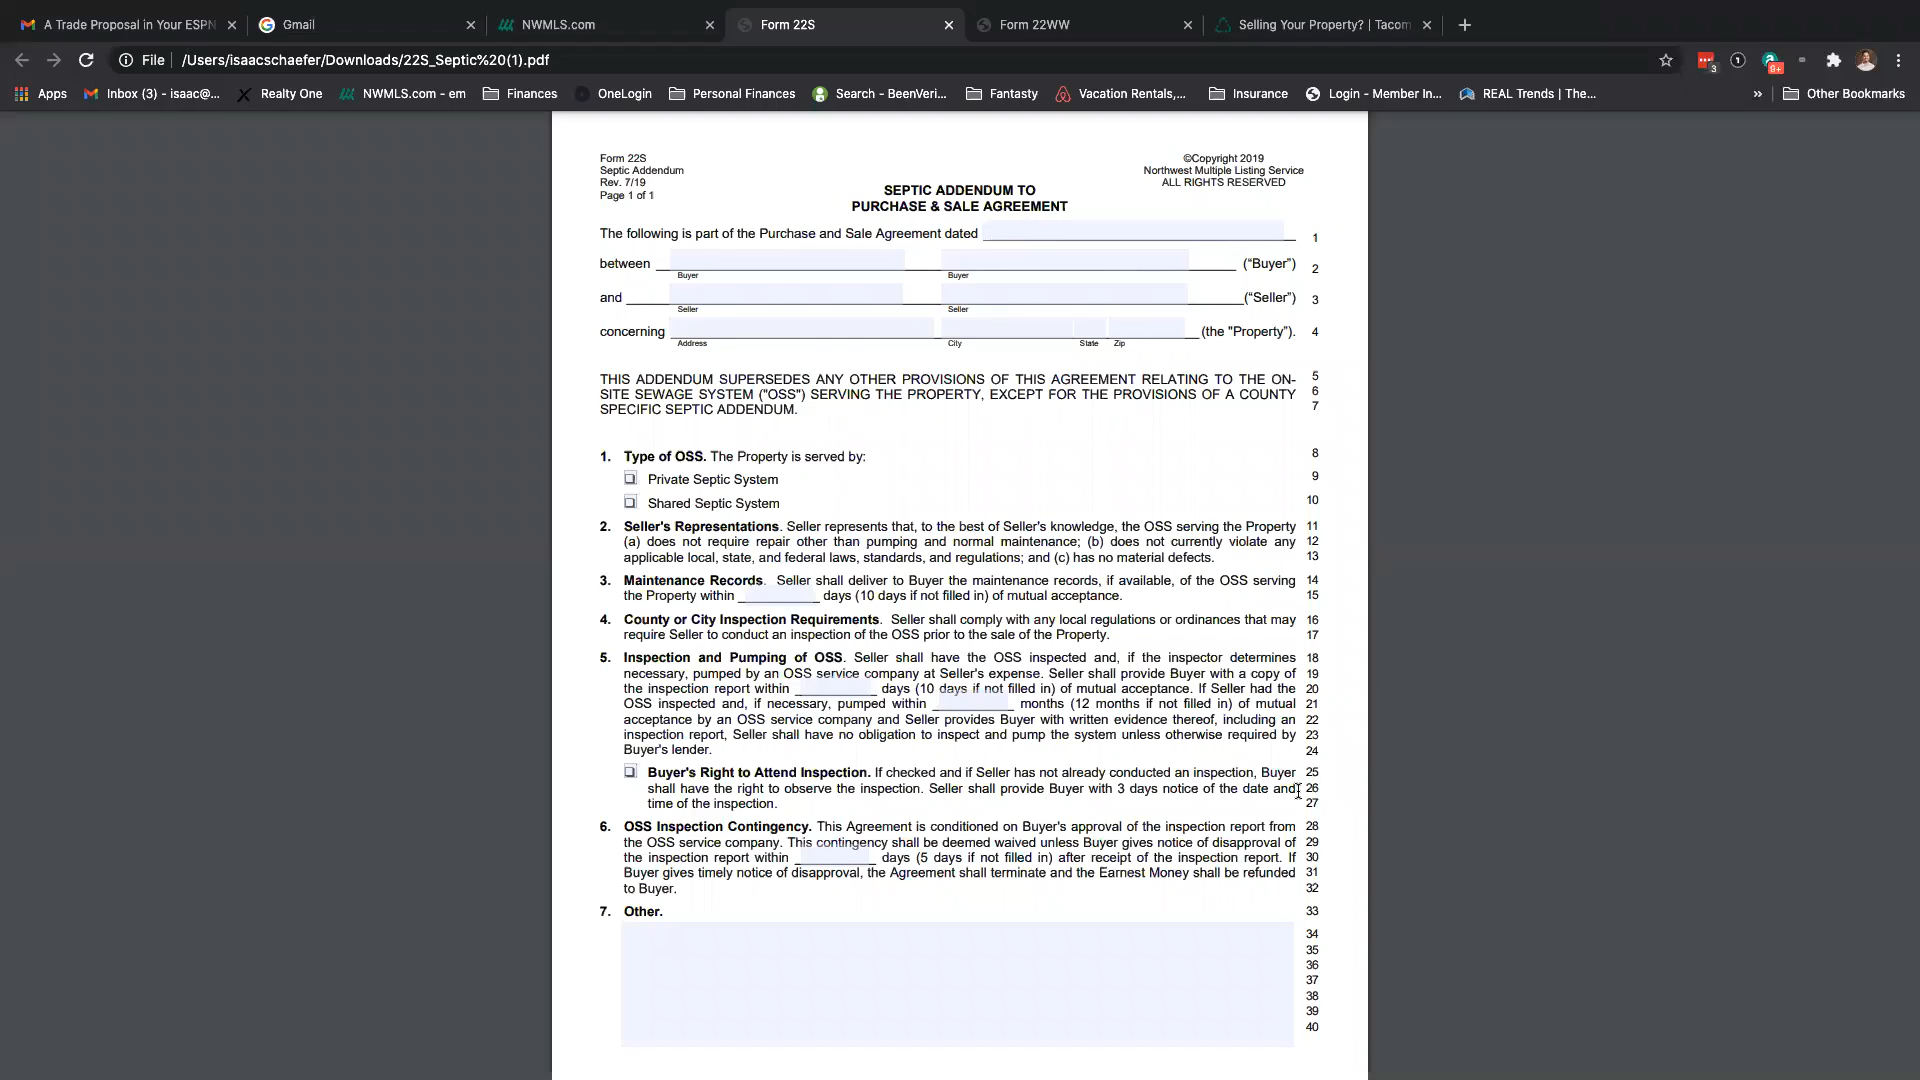 A Trade Proposal in Your ESPN
Gmail
NWMLS.com
Form 22S
Form 22WW
Selling Your Property? | Tacom
File
/Users/isaacschaefer/Downloads/22S_Septic%20(1).pdf
3
9+
Apps
Inbox (3) - isaac@...
Realty One
NWMLS.com - em
Finances
OneLogin
Personal Finances
Search - BeenVeri...
Fantasty
Vacation Rentals,...
Insurance
Login - Member In...
REAL Trends | The...
»
Other Bookmarks
Form 22S
Septic Addendum
Rev. 7/19
Page 1 of 1
©Copyright 2019
Northwest Multiple Listing Service
ALL RIGHTS RESERVED
SEPTIC ADDENDUM TO
PURCHASE & SALE AGREEMENT
The following is part of the Purchase and Sale Agreement dated 1
between ("Buyer") 2
Buyer Buyer
and ("Seller") 3
Seller Seller
concerning (the "Property"). 4
Address City State Zip
THIS ADDENDUM SUPERSEDES ANY OTHER PROVISIONS OF THIS AGREEMENT RELATING TO THE ON- 5
SITE SEWAGE SYSTEM ("OSS") SERVING THE PROPERTY, EXCEPT FOR THE PROVISIONS OF A COUNTY 6
SPECIFIC SEPTIC ADDENDUM. 7
1. Type of OSS. The Property is served by: 8
Private Septic System 9
Shared Septic System 10
2. Seller's Representations. Seller represents that, to the best of Seller's knowledge, the OSS serving the Property 11
(a) does not require repair other than pumping and normal maintenance; (b) does not currently violate any 12
applicable local, state, and federal laws, standards, and regulations; and (c) has no material defects. 13
3. Maintenance Records. Seller shall deliver to Buyer the maintenance records, if available, of the OSS serving 14
the Property within days (10 days if not filled in) of mutual acceptance. 15
4. County or City Inspection Requirements. Seller shall comply with any local regulations or ordinances that may 16
require Seller to conduct an inspection of the OSS prior to the sale of the Property. 17
5. Inspection and Pumping of OSS. Seller shall have the OSS inspected and, if the inspector determines 18
necessary, pumped by an OSS service company at Seller's expense. Seller shall provide Buyer with a copy of 19
the inspection report within days (10 days if not filled in) of mutual acceptance. If Seller had the 20
OSS inspected and, if necessary, pumped within months (12 months if not filled in) of mutual 21
acceptance by an OSS service company and Seller provides Buyer with written evidence thereof, including an 22
inspection report, Seller shall have no obligation to inspect and pump the system unless otherwise required by 23
Buyer's lender. 24
Buyer's Right to Attend Inspection. If checked and if Seller has not already conducted an inspection, Buyer 25
shall have the right to observe the inspection. Seller shall provide Buyer with 3 days notice of the date and 26
time of the inspection. 27
6. OSS Inspection Contingency. This Agreement is conditioned on Buyer's approval of the inspection report from 28
the OSS service company. This contingency shall be deemed waived unless Buyer gives notice of disapproval of 29
the inspection report within days (5 days if not filled in) after receipt of the inspection report. If 30
Buyer gives timely notice of disapproval, the Agreement shall terminate and the Earnest Money shall be refunded 31
to Buyer. 32
7. Other. 33
34
35
36
37
38
39
40